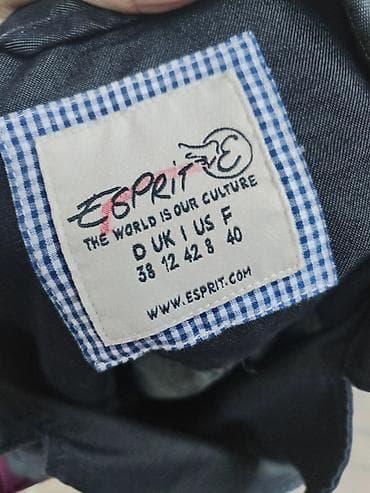 ESPRIT E
THE WORLD IS OUR CULTURE
D UK I US F
38 12 42 8 40
WWW.ESPRIT.COM